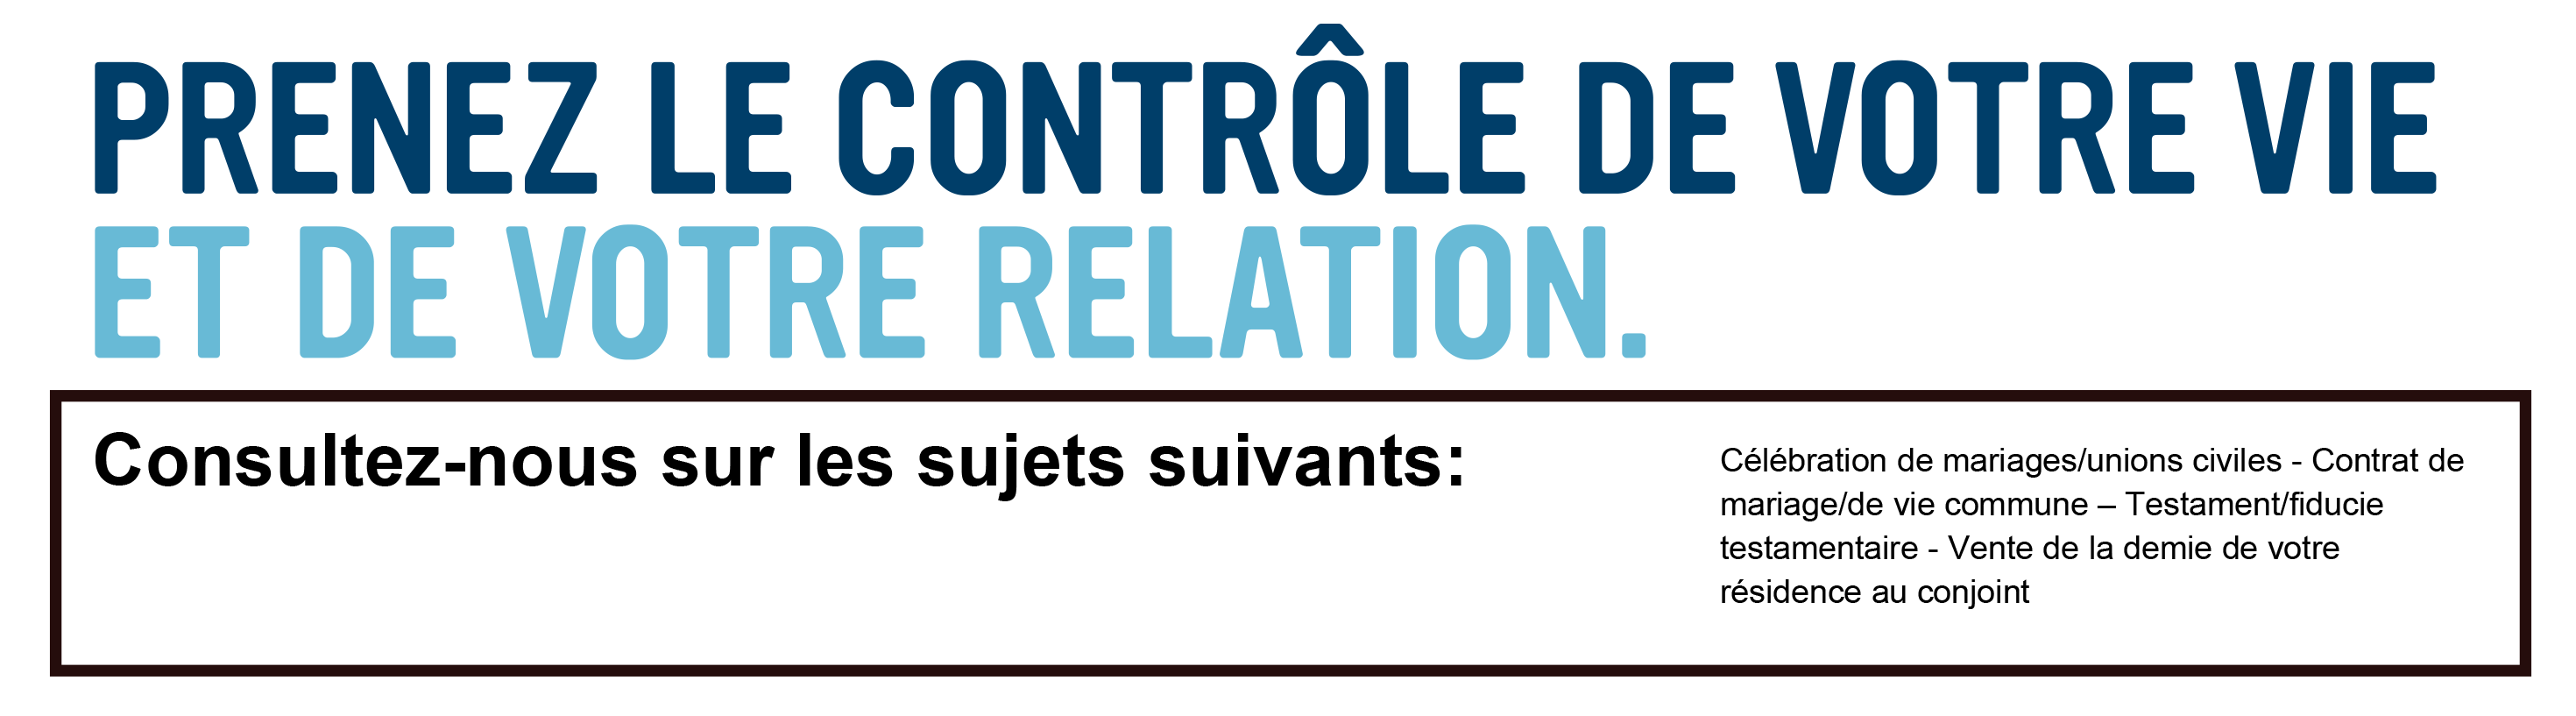 PRENEZ LE CONTRÔLE DE VOTRE VIE
ET DE VOTRE RELATION.
Consultez-nous sur les sujets suivants:
Célébration de mariages/unions civiles - Contrat de
mariage/de vie commune – Testament/fiducie
testamentaire - Vente de la demie de votre
résidence au conjoint